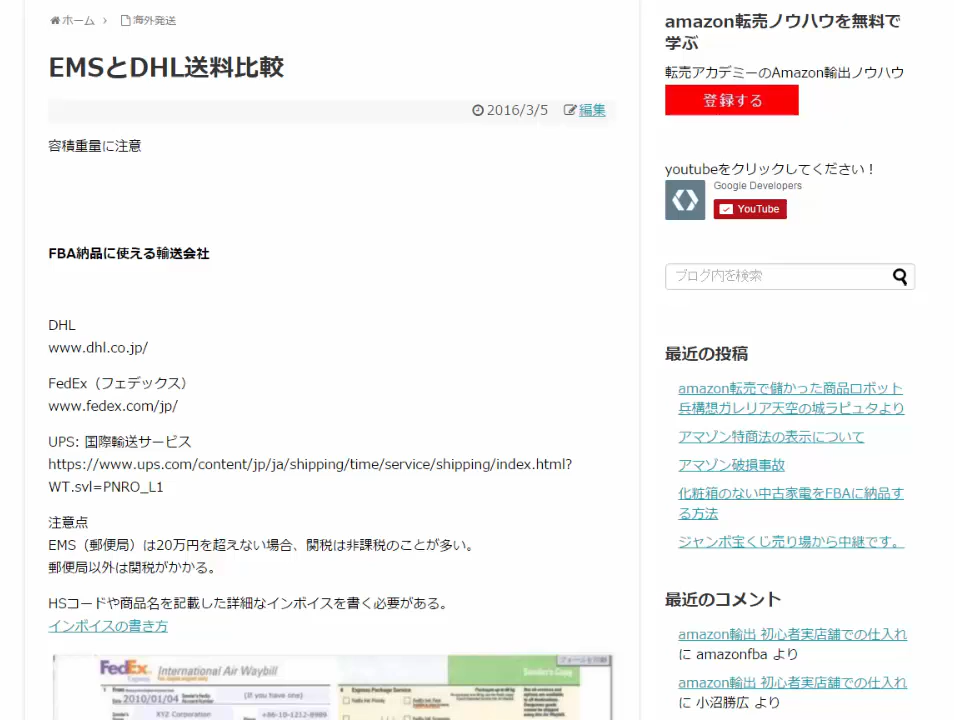 ホーム › 海外発送
EMSとDHL送料比較
2016/3/5 編集
容積重量に注意
FBA納品に使える輸送会社
DHL
www.dhl.co.jp/
FedEx（フェデックス）
www.fedex.com/jp/
UPS: 国際輸送サービス
https://www.ups.com/content/jp/ja/shipping/time/service/shipping/index.html?
WT.svl=PNRO_L1
注意点
EMS（郵便局）は20万円を超えない場合、関税は非課税のことが多い。
郵便局以外は関税がかかる。
HSコードや商品名を記載した詳細なインボイスを書く必要がある。
インボイスの書き方
FedEx International Air Waybill
Express
(If you have one)
2010/01/04
XYZ Corporation
+86-10-1212-8989
Express Package Service
Sender's Copy
amazon転売ノウハウを無料で
学ぶ
転売アカデミーのAmazon輸出ノウハウ
登録する
youtubeをクリックしてください！
Google Developers
YouTube
ブログ内を検索
最近の投稿
amazon転売で儲かった商品ロボット
兵構想ガレリア天空の城ラピュタより
アマゾン特商法の表示について
アマゾン破損事故
化粧箱のない中古家電をFBAに納品す
る方法
ジャンボ宝くじ売り場から中継です。
最近のコメント
amazon輸出 初心者実店舗での仕入れ
に amazonfba より
amazon輸出 初心者実店舗での仕入れ
に 小沼勝広 より